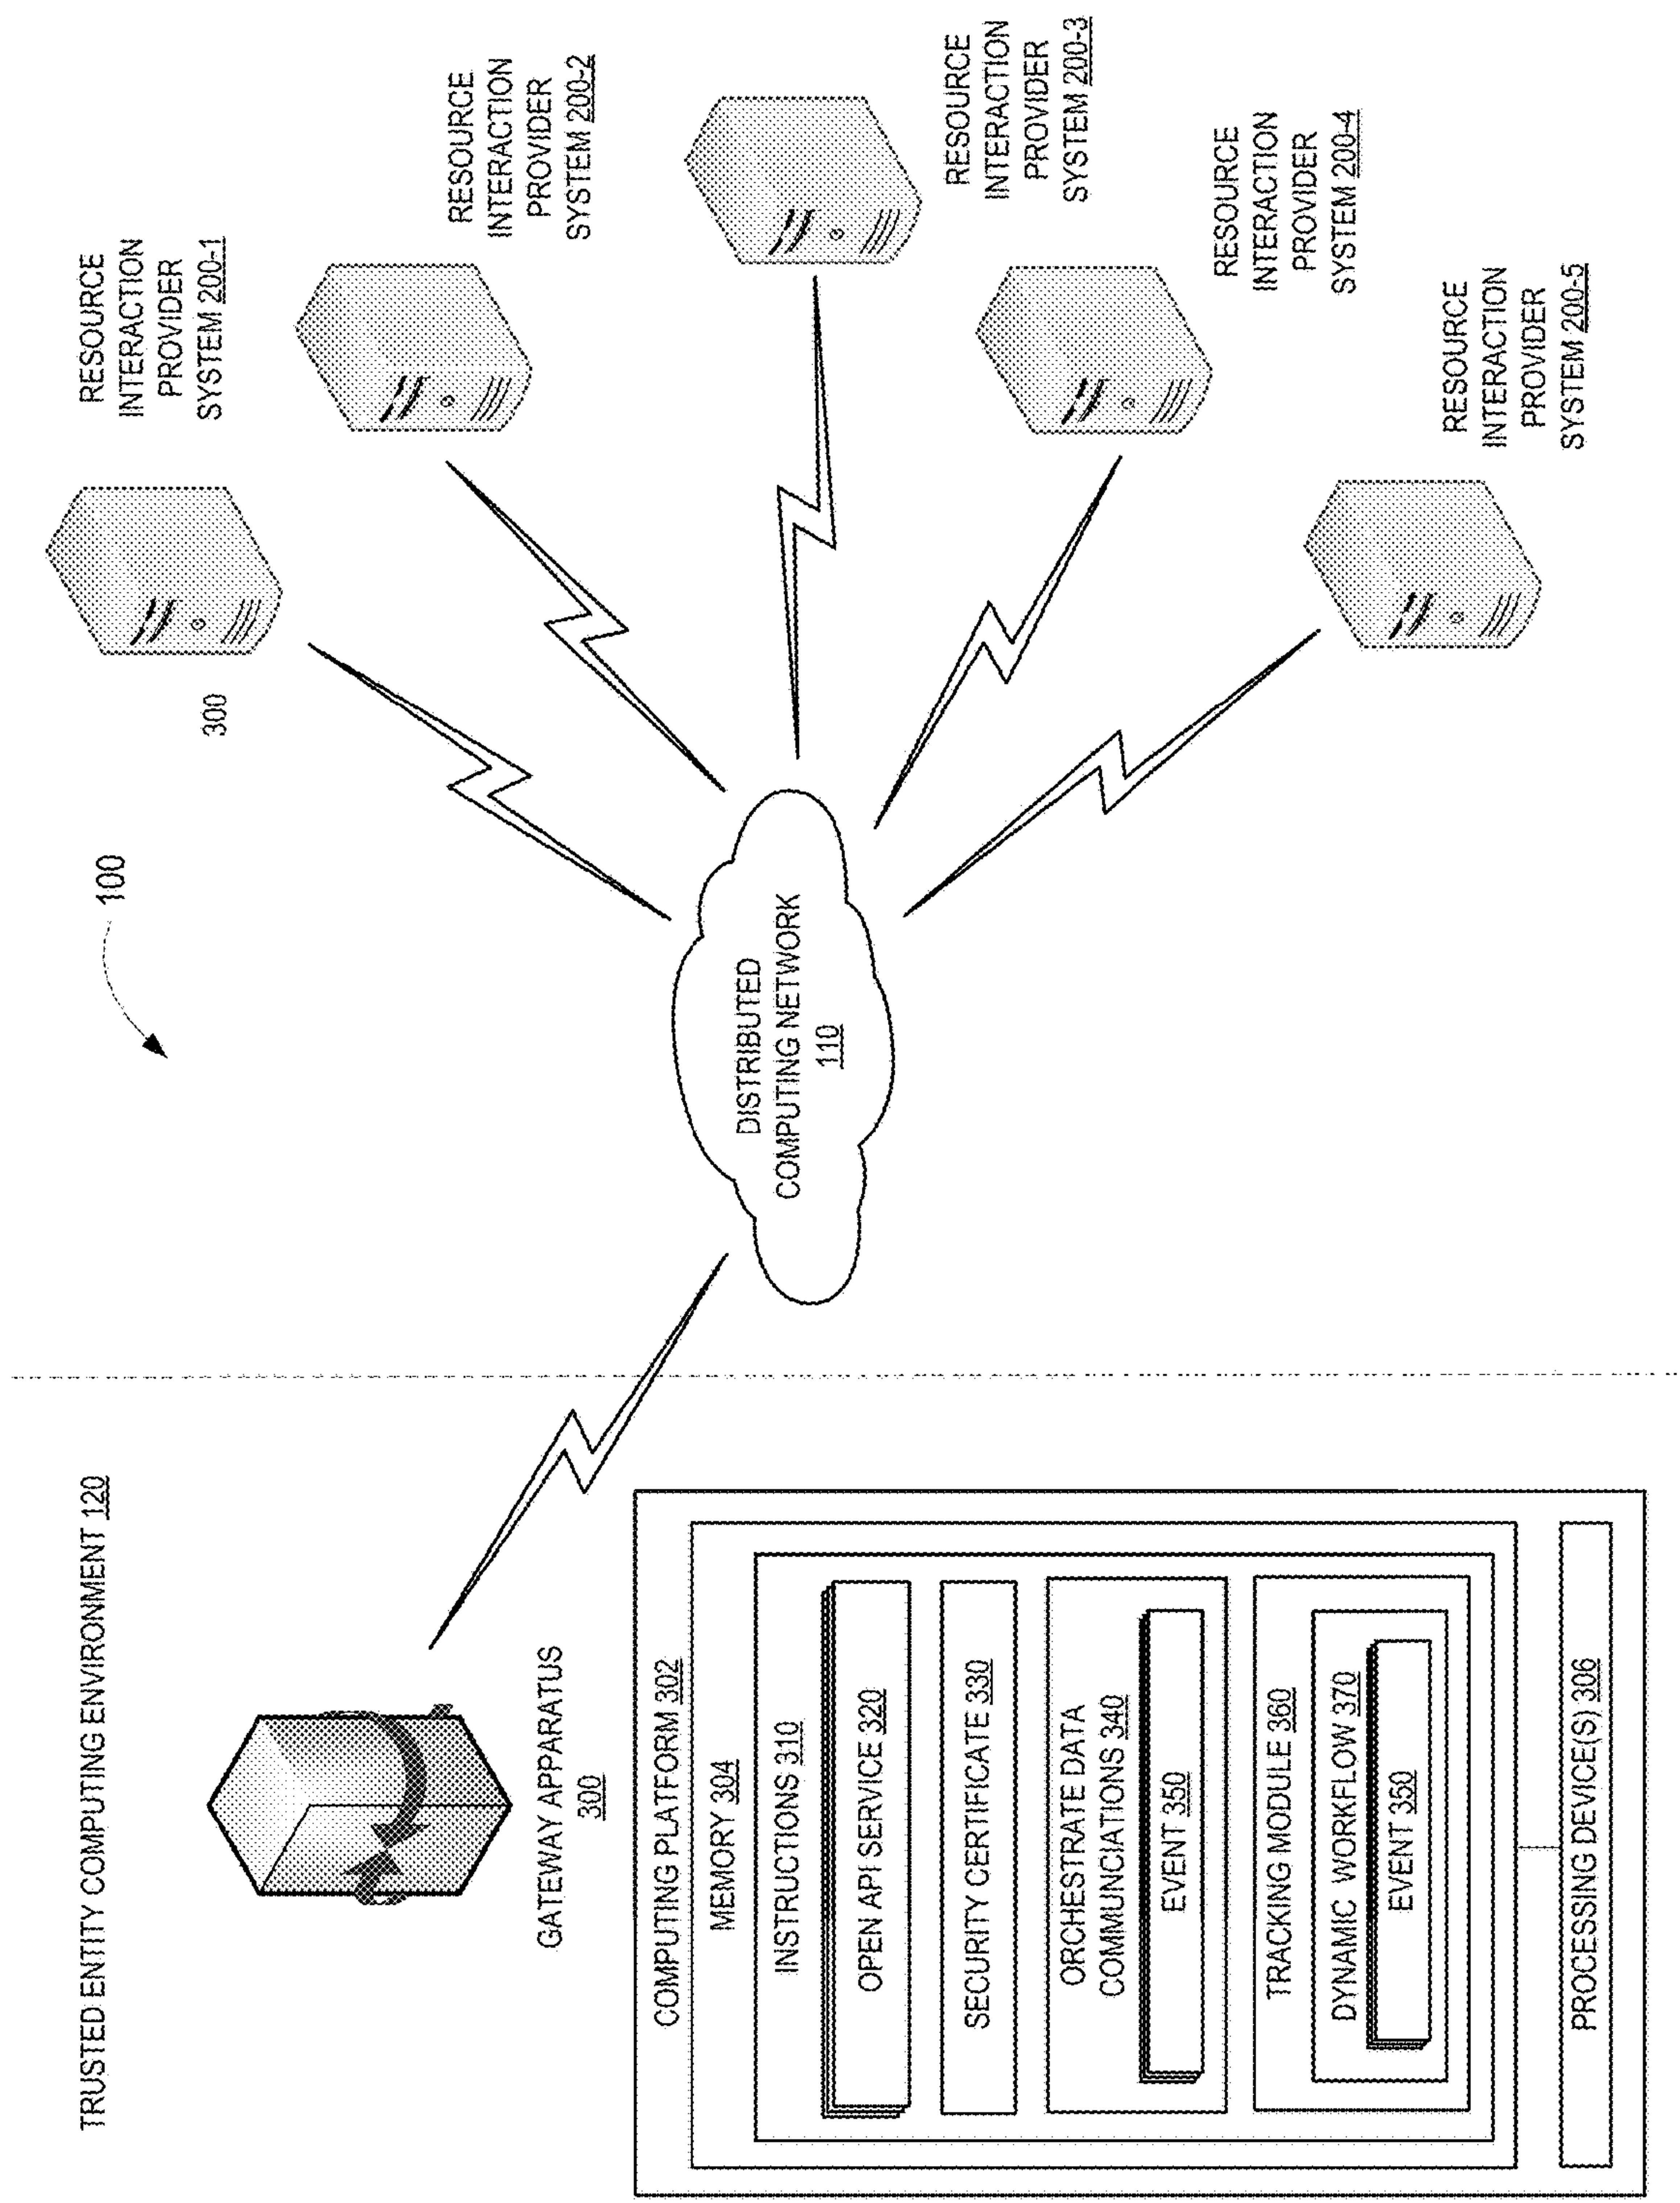 TRUSTED ENTITY COMPUTING ENVIRONMENT 120
GATEWAY APPARATUS
300
COMPUTING PLATFORM 302
MEMORY 304
INSTRUCTIONS 310
OPEN API SERVICE 320
SECURITY CERTIFICATE 330
ORCHESTRATE DATA
COMMUNCIATIONS 340
EVENT 350
TRACKING MODULE 360
DYNAMIC WORKFLOW 370
EVENT 350
PROCESSING DEVICE(S) 306
100
DISTRIBUTED
COMPUTING NETWORK
110
300
RESOURCE
INTERACTION
PROVIDER
SYSTEM 200-1
RESOURCE
INTERACTION
PROVIDER
SYSTEM 200-2
RESOURCE
INTERACTION
PROVIDER
SYSTEM 200-3
RESOURCE
INTERACTION
PROVIDER
SYSTEM 200-4
RESOURCE
INTERACTION
PROVIDER
SYSTEM 200-5